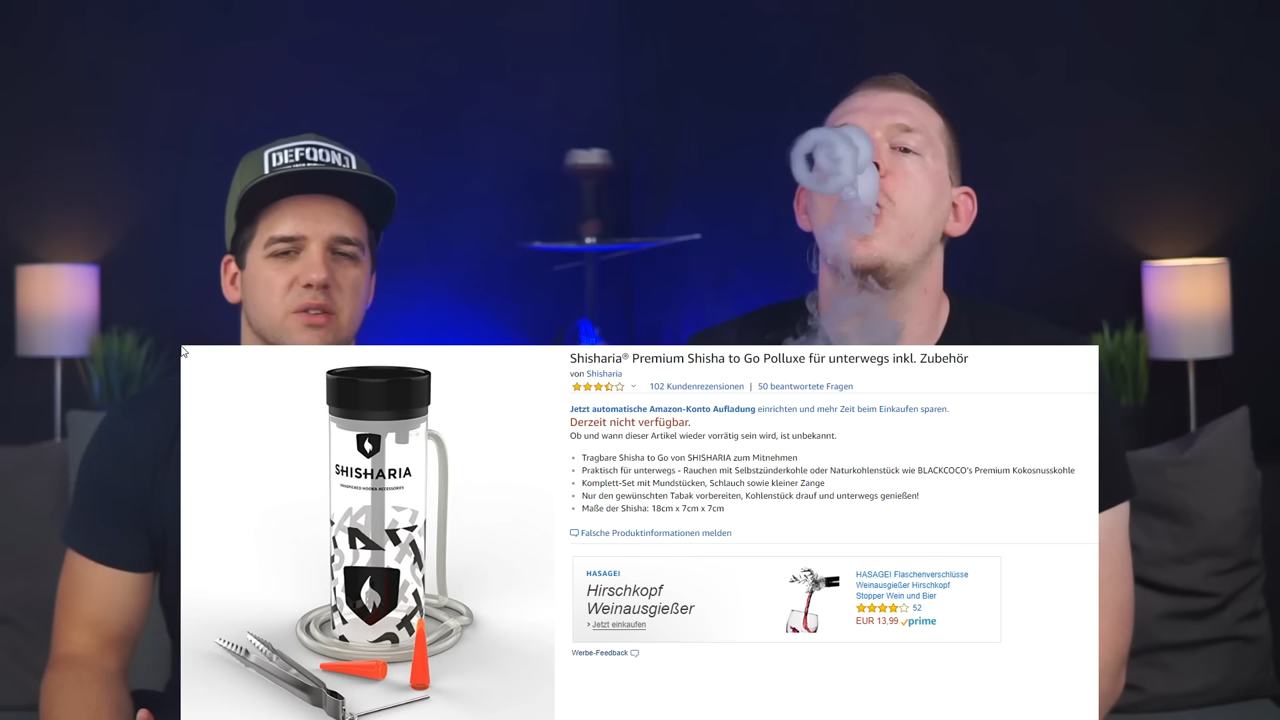 DEFQON.1
Shisharia® Premium Shisha to Go Polluxe für unterwegs inkl. Zubehör
von Shisharia
102 Kundenrezensionen | 50 beantwortete Fragen
Jetzt automatische Amazon-Konto Aufladung einrichten und mehr Zeit beim Einkaufen sparen.
Derzeit nicht verfügbar.
Ob und wann dieser Artikel wieder vorrätig sein wird, ist unbekannt.
Tragbare Shisha to Go von SHISHARIA zum Mitnehmen
Praktisch für unterwegs - Rauchen mit Selbstzünderkohle oder Naturkohlenstück wie BLACKCOCO's Premium Kokosnusskohle
Komplett-Set mit Mundstücken, Schlauch sowie kleiner Zange
Nur den gewünschten Tabak vorbereiten, Kohlenstück drauf und unterwegs genießen!
Maße der Shisha: 18cm x 7cm x 7cm
Falsche Produktinformationen melden
SHISHARIA
HANDPICKED HOOKAH ACCESSORIES
HASAGEI
Hirschkopf
Weinausgießer
› Jetzt einkaufen
HASAGEI Flaschenverschlüsse
Weinausgießer Hirschkopf
Stopper Wein und Bier
52
EUR 13,99 prime
Werbe-Feedback